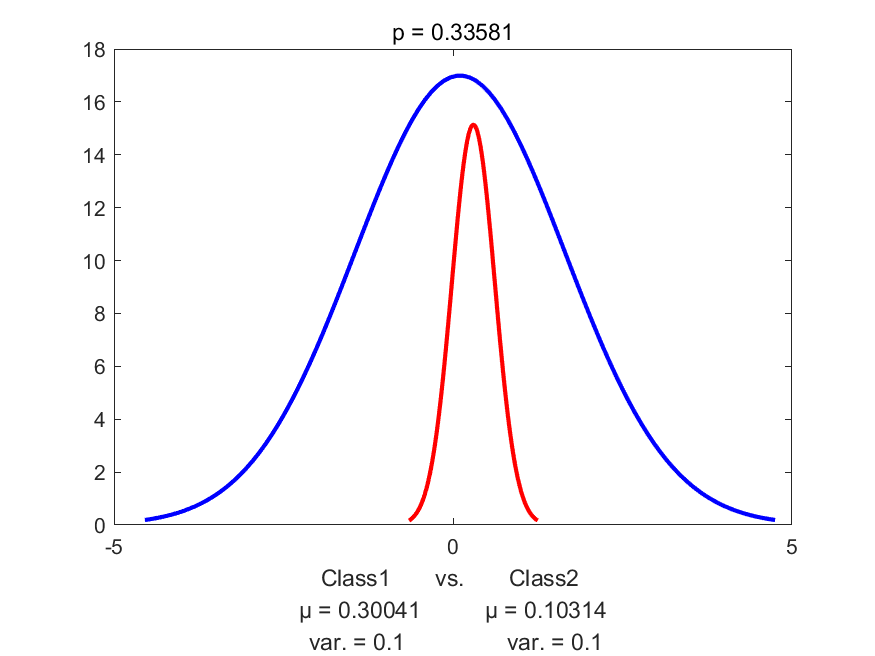 p = 0.33581
18
16
14
12
10
8
6
4
2
0
-5 0 5
Class1 vs. Class2
μ = 0.30041 μ = 0.10314
var. = 0.1 var. = 0.1